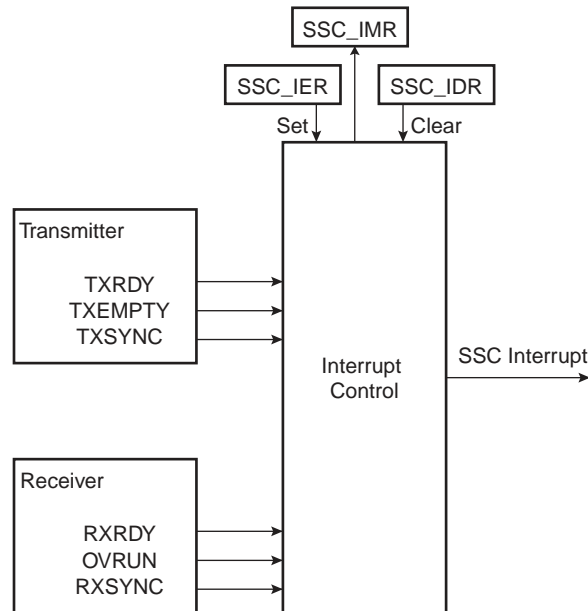 SSC_IMR
SSC_IER
SSC_IDR
Set
Clear
Transmitter
TXRDY
TXEMPTY
TXSYNC
Interrupt
Control
SSC Interrupt
Receiver
RXRDY
OVRUN
RXSYNC